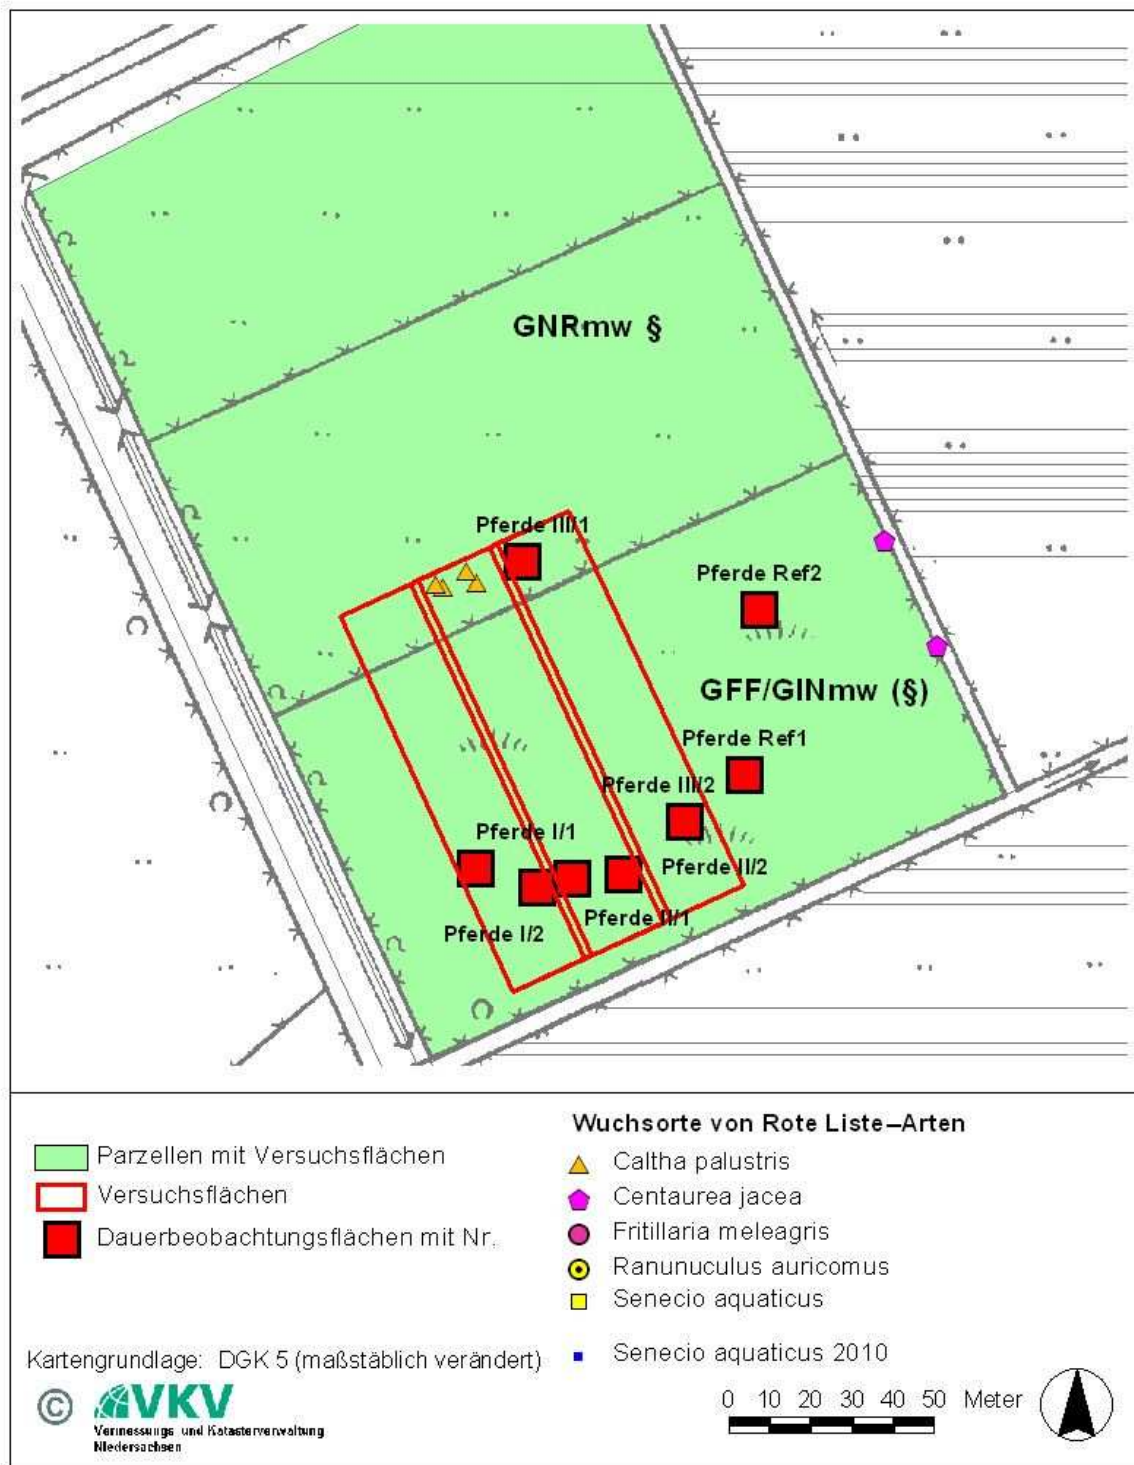 GNRmw §
Pferde III/1
Pferde Ref2
GFF/GINmw (§)
Pferde Ref1
Pferde III/2
Pferde I/1
Pferde II/2
Pferde II/1
Pferde I/2
Parzellen mit Versuchsflächen
Versuchsflächen
Dauerbeobachtungsflächen mit Nr.
Wuchsorte von Rote Liste–Arten
Caltha palustris
Centaurea jacea
Fritillaria meleagris
Ranunuculus auricomus
Senecio aquaticus
Senecio aquaticus 2010
Kartengrundlage: DGK 5 (maßstäblich verändert)
© VKV
Vermessungs- und Katasterverwaltung
Niedersachsen
0 10 20 30 40 50 Meter